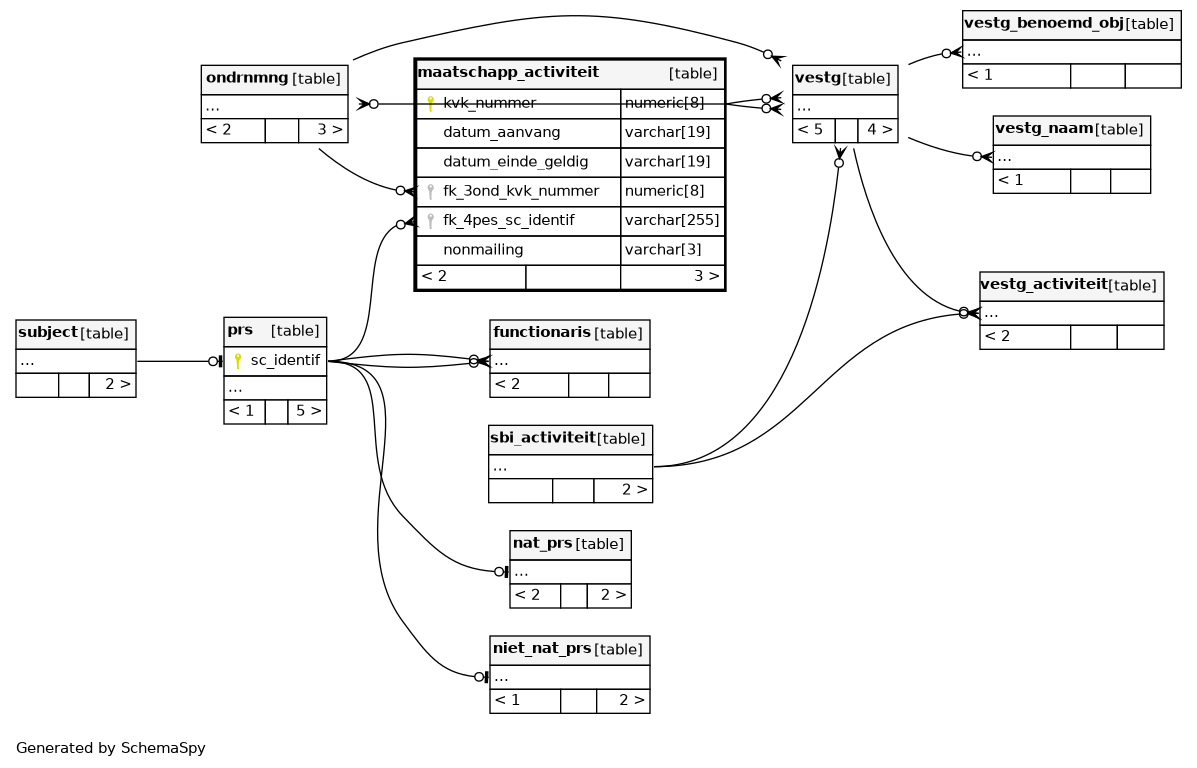 vestg_benoemd_obj [table]
...
< 1
ondrnmng [table]
...
< 2 3 >
maatschapp_activiteit [table]
kvk_nummer numeric[8]
datum_aanvang varchar[19]
datum_einde_geldig varchar[19]
fk_3ond_kvk_nummer numeric[8]
fk_4pes_sc_identif varchar[255]
nonmailing varchar[3]
< 2 3 >
vestg [table]
...
< 5 4 >
vestg_naam [table]
...
< 1
vestg_activiteit [table]
...
< 2
subject [table]
...
2 >
prs [table]
sc_identif
...
< 1 5 >
functionaris [table]
...
< 2
sbi_activiteit [table]
...
2 >
nat_prs [table]
...
< 2 2 >
niet_nat_prs [table]
...
< 1 2 >
Generated by SchemaSpy